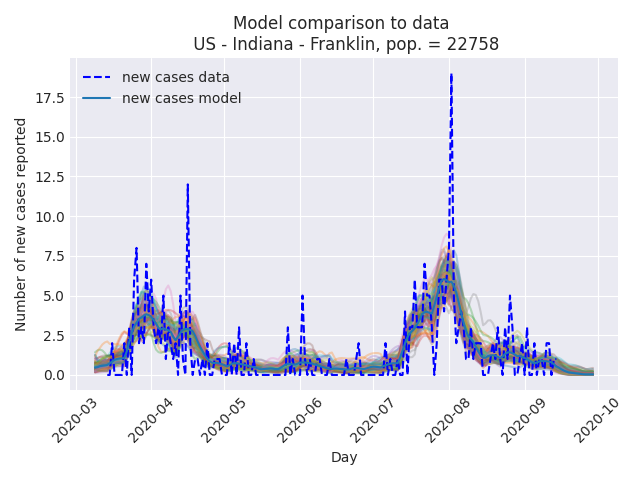 Model comparison to data
US - Indiana - Franklin, pop. = 22758
new cases data
new cases model
Number of new cases reported
17.5
15.0
12.5
10.0
7.5
5.0
2.5
0.0
2020-03
2020-04
2020-05
2020-06
2020-07
2020-08
2020-09
2020-10
Day